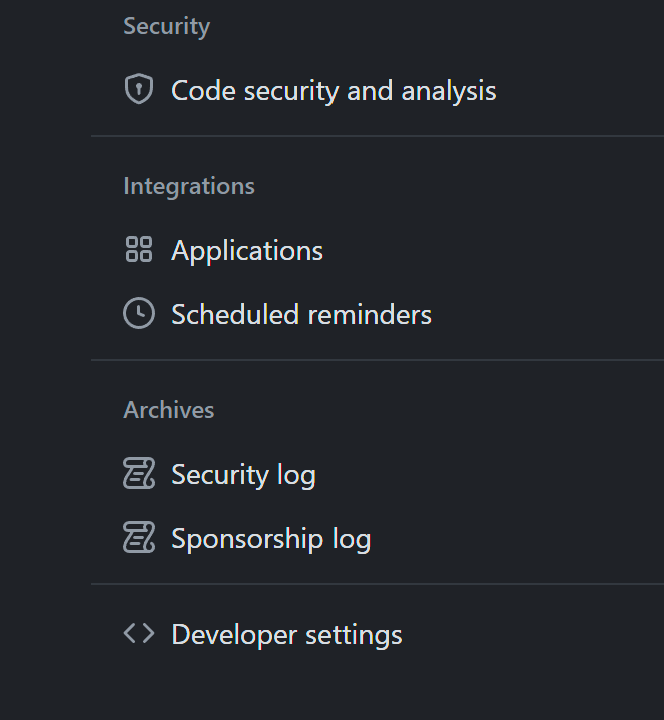 Security
Code security and analysis
Integrations
Applications
Scheduled reminders
Archives
Security log
Sponsorship log
Developer settings